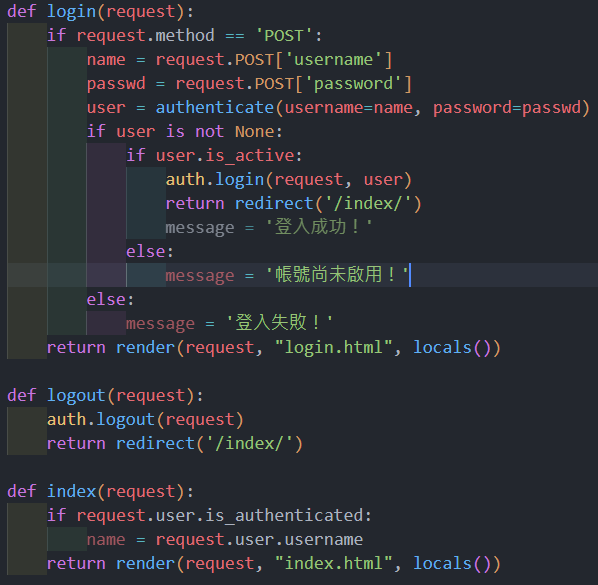 def login(request):
    if request.method == 'POST':
        name = request.POST['username']
        passwd = request.POST['password']
        user = authenticate(username=name, password=passwd)
        if user is not None:
            if user.is_active:
                auth.login(request, user)
                return redirect('/index/')
                message = '登入成功！'
            else:
                message = '帳號尚未啟用！'
        else:
            message = '登入失敗！'
    return render(request, "login.html", locals())

def logout(request):
    auth.logout(request)
    return redirect('/index/')

def index(request):
    if request.user.is_authenticated:
        name = request.user.username
    return render(request, "index.html", locals())